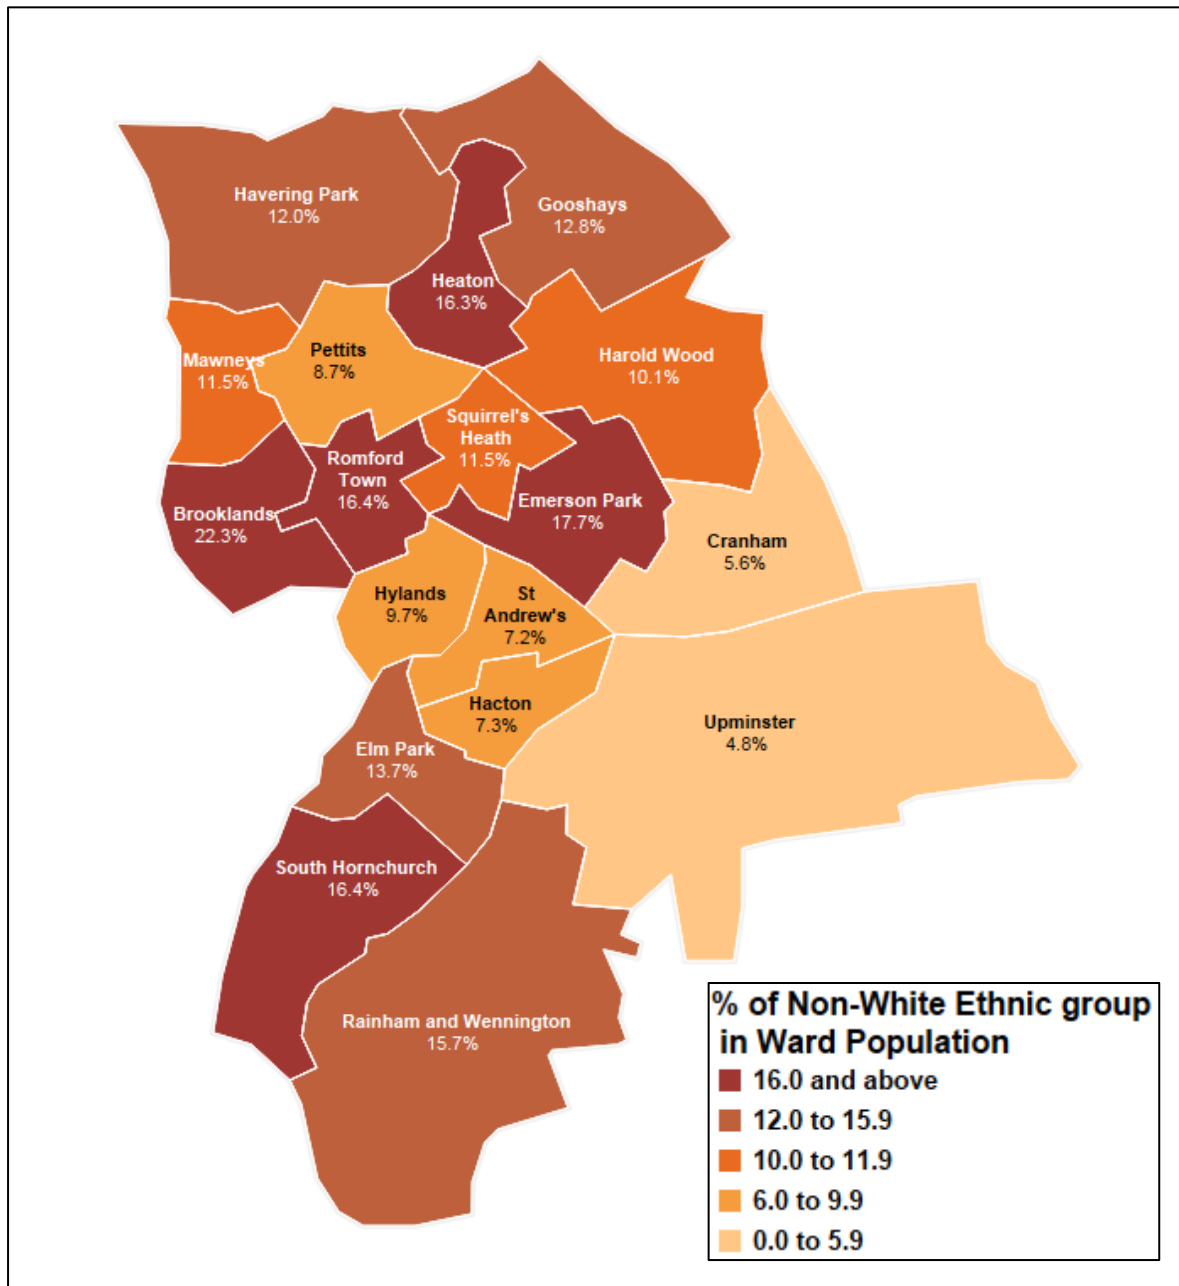 Havering Park
12.0%
Gooshays
12.8%
Heaton
16.3%
Mawneys
11.5%
Pettits
8.7%
Harold Wood
10.1%
Squirrel's
Heath
11.5%
Romford
Town
16.4%
Emerson Park
17.7%
Brooklands
22.3%
Cranham
5.6%
Hylands
9.7%
St
Andrew's
7.2%
Hacton
7.3%
Upminster
4.8%
Elm Park
13.7%
South Hornchurch
16.4%
Rainham and Wennington
15.7%
% of Non-White Ethnic group
in Ward Population
16.0 and above
12.0 to 15.9
10.0 to 11.9
6.0 to 9.9
0.0 to 5.9